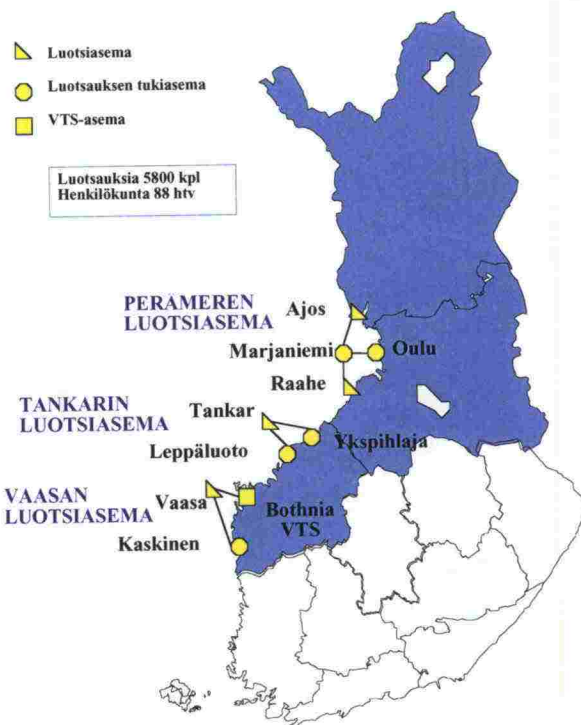 Luotsiasema
Luotsauksen tukiasema
VTS-asema
Luotsauksia 5800 kpl
Henkilökunta 88 htv
PERÄMEREN
LUOTSIASEMA
Ajos
Marjaniemi
Oulu
Raahe
TANKARIN
LUOTSIASEMA
Tankar
Leppäluoto
Ykspihlaja
VAASAN
LUOTSIASEMA
Vaasa
Bothnia
VTS
Kaskinen